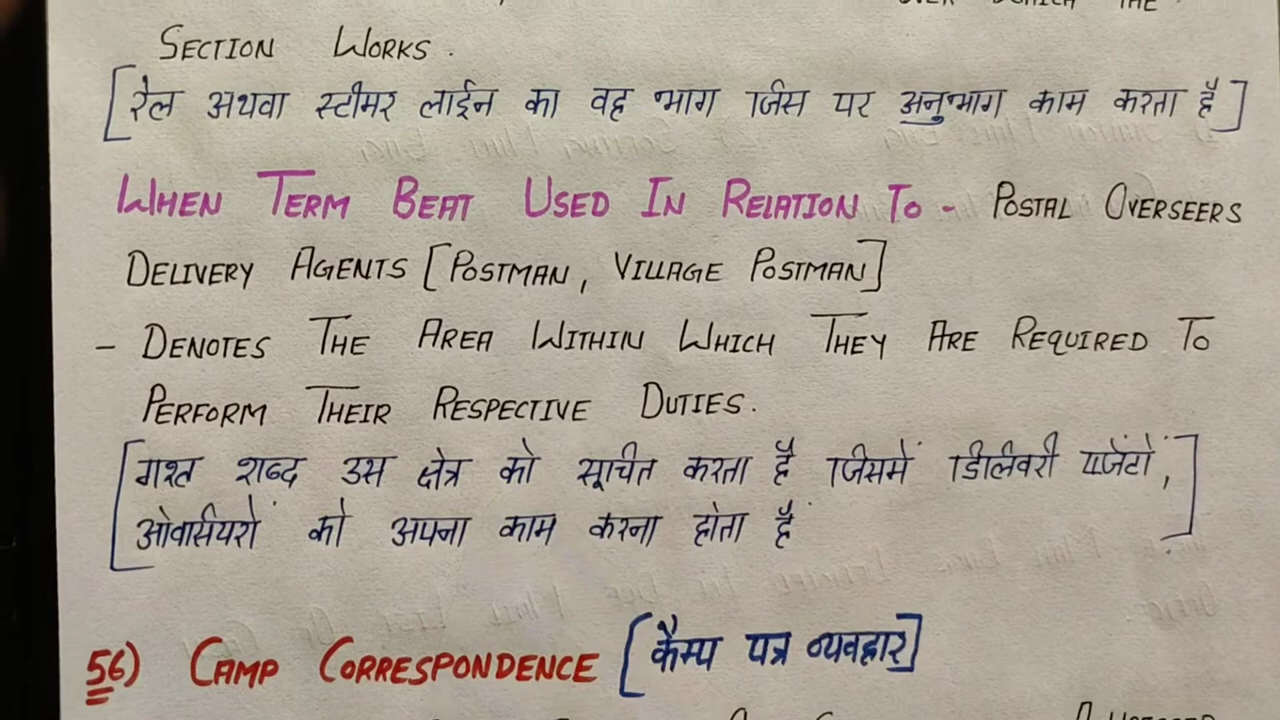 THE
SECTION WORKS.
[रेल अथवा स्टीमर लाईन का वह भाग जिस पर अनुभाग काम करता है]
WHEN TERM BEAT USED IN RELATION TO - POSTAL OVERSEERS
DELIVERY AGENTS [POSTMAN, VILLAGE POSTMAN]
- DENOTES THE AREA WITHIN WHICH THEY ARE REQUIRED TO
PERFORM THEIR RESPECTIVE DUTIES.
[गश्त शब्द उस क्षेत्र को सूचित करता है जिसमें डिलिवरी एजेंटों,
ओवर्सियरों को अपना काम करना होता है]
56) CAMP CORRESPONDENCE [कैम्प पत्र व्यवहार]